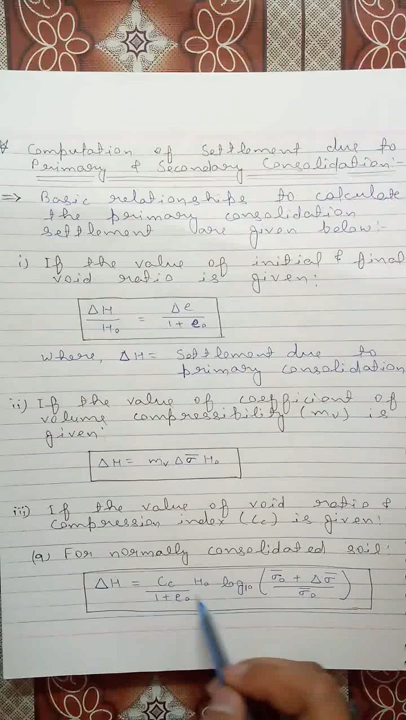 * Computation of Settlement due to
Primary & Secondary Consolidation:-
⇒ Basic relationships to calculate
the primary consolidation
settlement are given below:-
i) If the value of initial & final
void ratio is given:
ΔH/H₀ = Δe/(1+e₀)
where, ΔH = Settlement due to
primary consolidation
ii) If the value of coefficient of
volume compressibility (mv) is
given:
ΔH = mv Δσ̄ H₀
iii) If the value of void ratio &
compression index (Cc) is given:
(a) For normally consolidated soil:
ΔH = Cc/(1+e₀) H₀ log₁₀ ((σ̄₀ + Δσ̄)/σ̄₀)